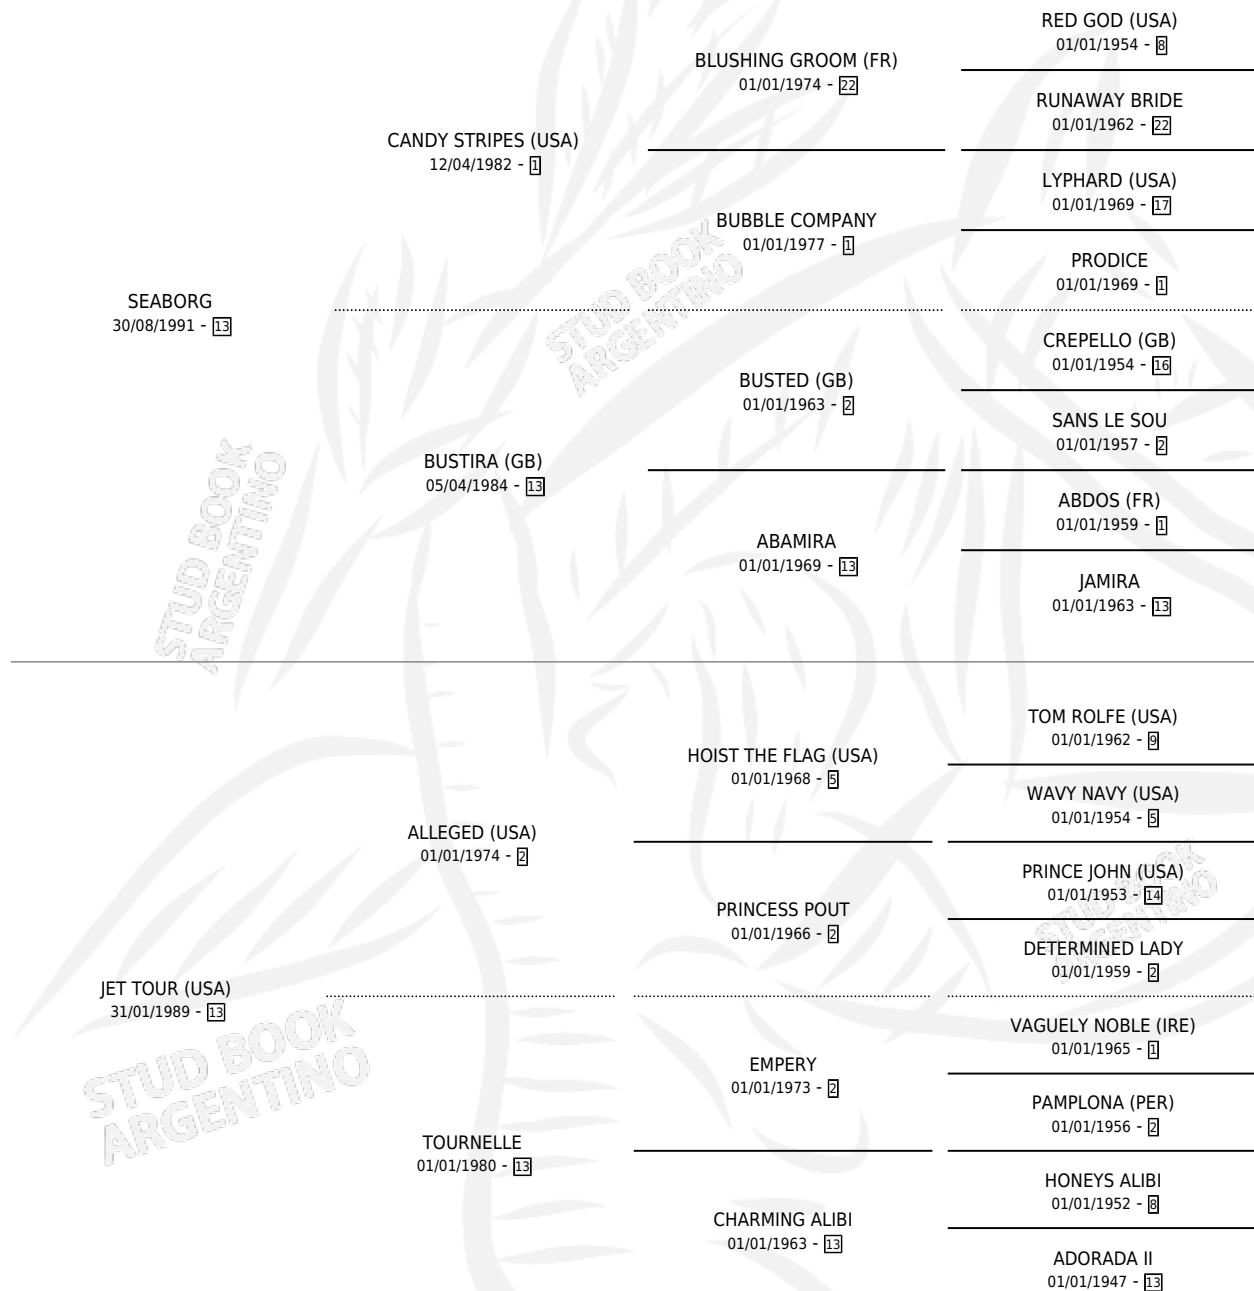 RED GOD (USA)
01/01/1954 - 8
BLUSHING GROOM (FR)
01/01/1974 - 22
RUNAWAY BRIDE
01/01/1962 - 22
CANDY STRIPES (USA)
12/04/1982 - 1
LYPHARD (USA)
01/01/1969 - 17
BUBBLE COMPANY
01/01/1977 - 1
PRODICE
01/01/1969 - 1
SEABORG
30/08/1991 - 13
CREPELLO (GB)
01/01/1954 - 16
BUSTED (GB)
01/01/1963 - 2
SANS LE SOU
01/01/1957 - 2
BUSTIRA (GB)
05/04/1984 - 13
ABDOS (FR)
01/01/1959 - 1
ABAMIRA
01/01/1969 - 13
JAMIRA
01/01/1963 - 13
TOM ROLFE (USA)
01/01/1962 - 9
HOIST THE FLAG (USA)
01/01/1968 - 5
WAVY NAVY (USA)
01/01/1954 - 5
ALLEGED (USA)
01/01/1974 - 2
PRINCE JOHN (USA)
01/01/1953 - 14
PRINCESS POUT
01/01/1966 - 2
DETERMINED LADY
01/01/1959 - 2
JET TOUR (USA)
31/01/1989 - 13
VAGUELY NOBLE (IRE)
01/01/1965 - 1
EMPERY
01/01/1973 - 2
PAMPLONA (PER)
01/01/1956 - 2
TOURNELLE
01/01/1980 - 13
HONEYS ALIBI
01/01/1952 - 8
CHARMING ALIBI
01/01/1963 - 13
ADORADA II
01/01/1947 - 13
STUD BOOK
ARGENTINO
STUD BOOK
ARGENTINO
STUD BOOK
ARGENTINO
STUD BOOK
ARGENTINO